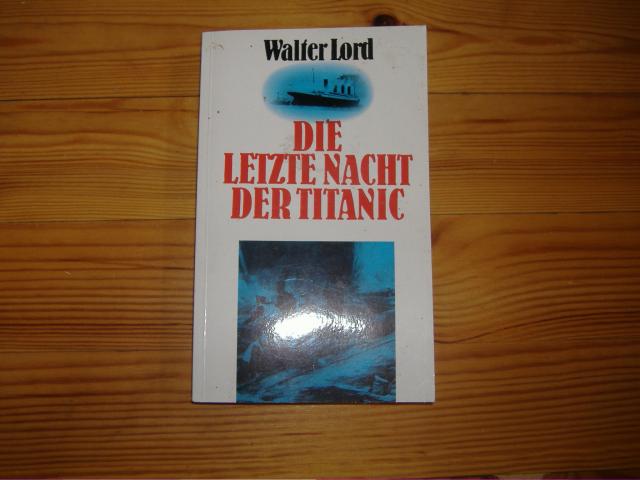 Walter Lord
DIE
LETZTE NACHT
DER TITANIC